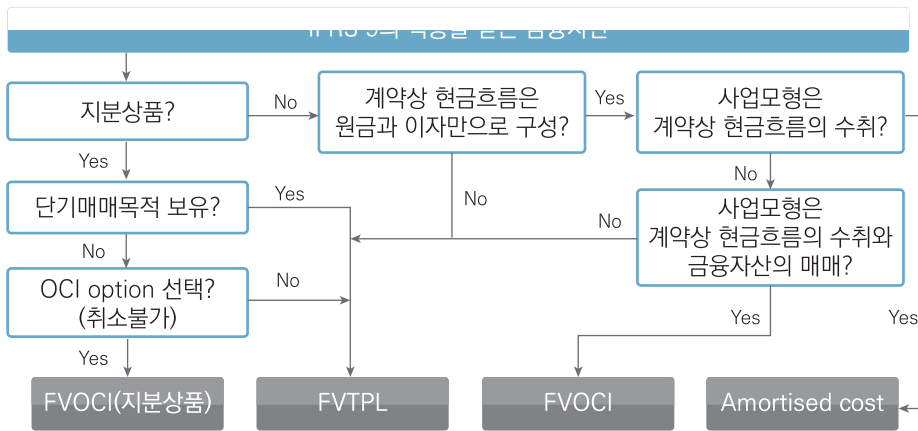 지분상품?
No
계약상 현금흐름은
원금과 이자만으로 구성?
Yes
사업모형은
계약상 현금흐름의 수취?
Yes
No
단기매매목적 보유?
Yes
No
No
사업모형은
계약상 현금흐름의 수취와
금융자산의 매매?
No
OCI option 선택?
(취소불가)
No
Yes
Yes
Yes
FVOCI(지분상품)
FVTPL
FVOCI
Amortised cost